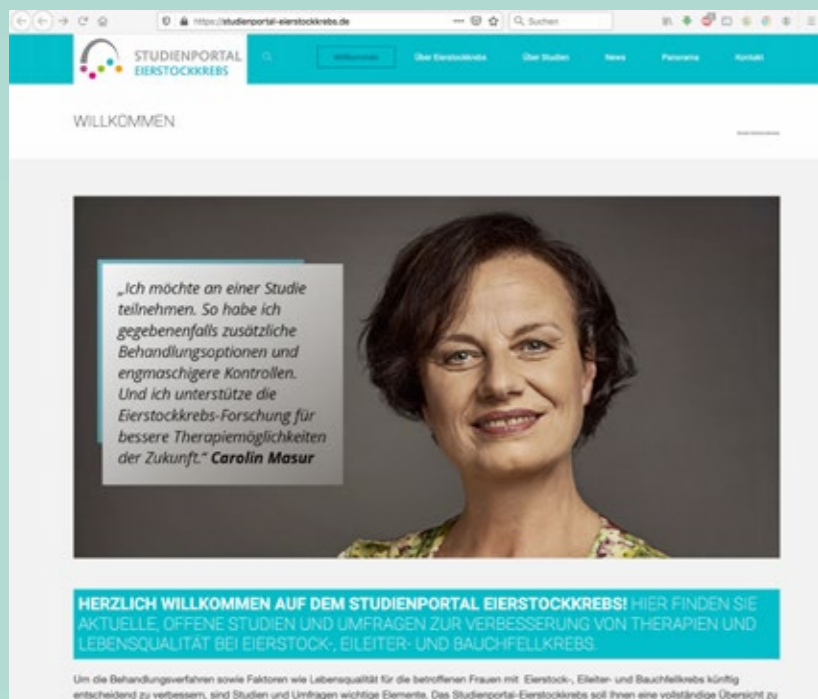 https://studienportal-eierstockkrebs.de
Suchen
STUDIENPORTAL
EIERSTOCKKREBS
Willkommen
Über Eierstockkrebs
Über Studien
News
Panorama
Kontakt
WILLKOMMEN
„Ich möchte an einer Studie
teilnehmen. So habe ich
gegebenenfalls zusätzliche
Behandlungsoptionen und
engmaschigere Kontrollen.
Und ich unterstütze die
Eierstockkrebs-Forschung für
bessere Therapiemöglichkeiten
der Zukunft.“ Carolin Masur
HERZLICH WILLKOMMEN AUF DEM STUDIENPORTAL EIERSTOCKKREBS! HIER FINDEN SIE
AKTUELLE, OFFENE STUDIEN UND UMFRAGEN ZUR VERBESSERUNG VON THERAPIEN UND
LEBENSQUALITÄT BEI EIERSTOCK-, EILEITER- UND BAUCHFELLKREBS.
Um die Behandlungsverfahren sowie Faktoren wie Lebensqualität für die betroffenen Frauen mit Eierstock-, Eileiter- und Bauchfellkrebs künftig
entscheidend zu verbessern, sind Studien und Umfragen wichtige Elemente. Das Studienportal-Eierstockkrebs soll Ihnen eine vollständige Übersicht zu